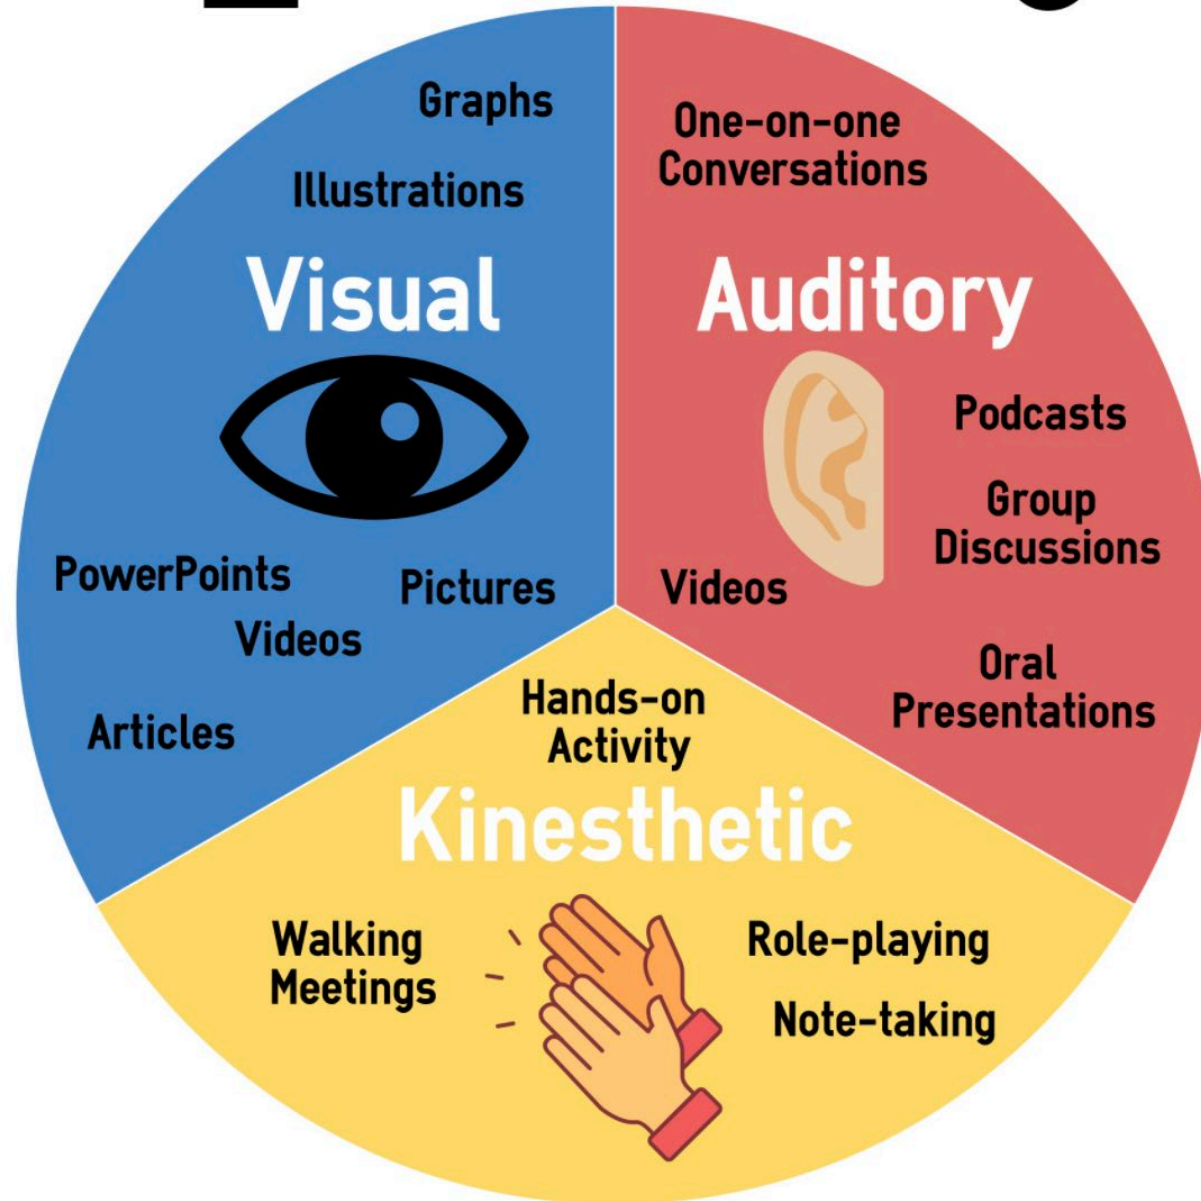 Graphs
Illustrations
Visual
PowerPoints
Pictures
Videos
Articles
One-on-one
Conversations
Auditory
Podcasts
Group
Discussions
Videos
Oral
Presentations
Hands-on
Activity
Kinesthetic
Walking
Meetings
Role-playing
Note-taking